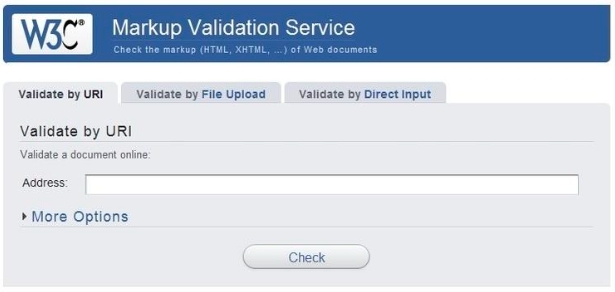 W3C® Markup Validation Service
Check the markup (HTML, XHTML, ...) of Web documents
Validate by URI Validate by File Upload Validate by Direct Input
Validate by URI
Validate a document online:
Address:
More Options
Check